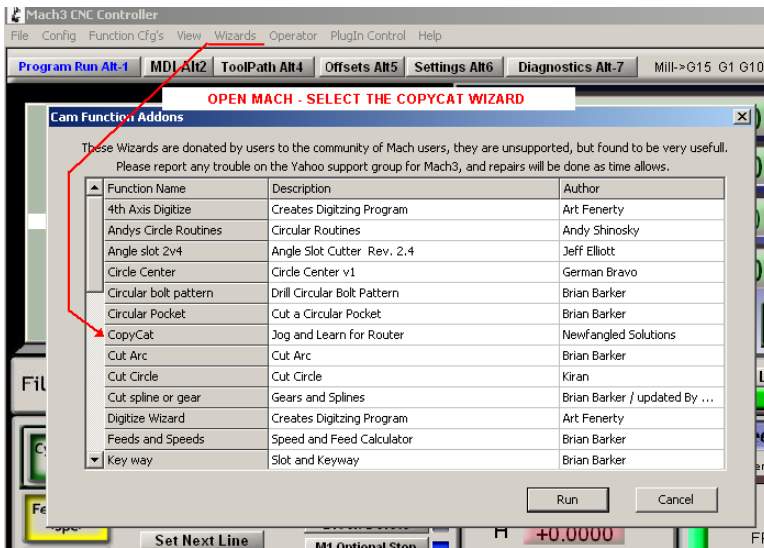 Mach3 CNC Controller
File Config Function Cfg's View Wizards Operator PlugIn Control Help
Program Run Alt-1 MDI Alt2 ToolPath Alt4 Offsets Alt5 Settings Alt6 Diagnostics Alt-7 Mill->G15 G1 G10
OPEN MACH - SELECT THE COPYCAT WIZARD
Cam Function Addons
These Wizards are donated by users to the community of Mach users, they are unsupported, but found to be very usefull.
Please report any trouble on the Yahoo support group for Mach3, and repairs will be done as time allows.
Function Name Description Author
4th Axis Digitize Creates Digitzing Program Art Fenerty
Andys Circle Routines Circular Routines Andy Shinosky
Angle slot 2v4 Angle Slot Cutter Rev. 2.4 Jeff Elliott
Circle Center Circle Center v1 German Bravo
Circular bolt pattern Drill Circular Bolt Pattern Brian Barker
Circular Pocket Cut a Circular Pocket Brian Barker
CopyCat Jog and Learn for Router Newfangled Solutions
Cut Arc Cut Arc Brian Barker
Cut Circle Cut Circle Kiran
Cut spline or gear Gears and Splines Brian Barker / updated By ...
Digitize Wizard Creates Digitzing Program Art Fenerty
Feeds and Speeds Speed and Feed Calculator Brian Barker
Key way Slot and Keyway Brian Barker
Run Cancel
Fil
Set Next Line M1 Optional Stop H +0.0000